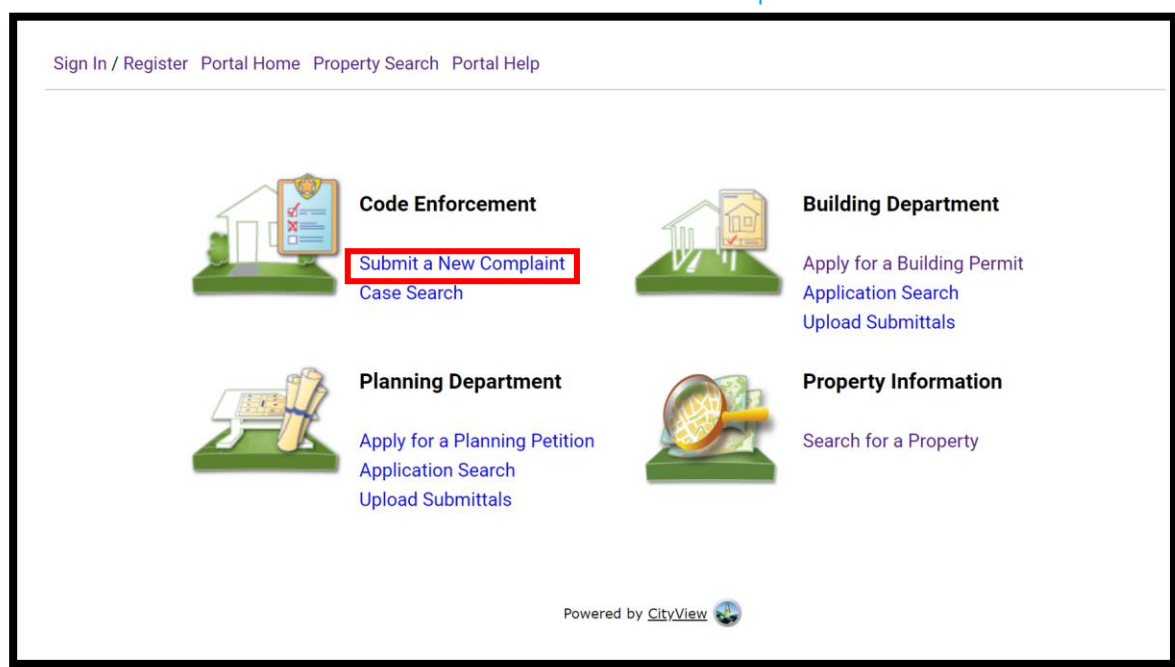 Sign In / Register Portal Home Property Search Portal Help
Code Enforcement
Submit a New Complaint
Case Search
Building Department
Apply for a Building Permit
Application Search
Upload Submittals
Planning Department
Apply for a Planning Petition
Application Search
Upload Submittals
Property Information
Search for a Property
Powered by CityView